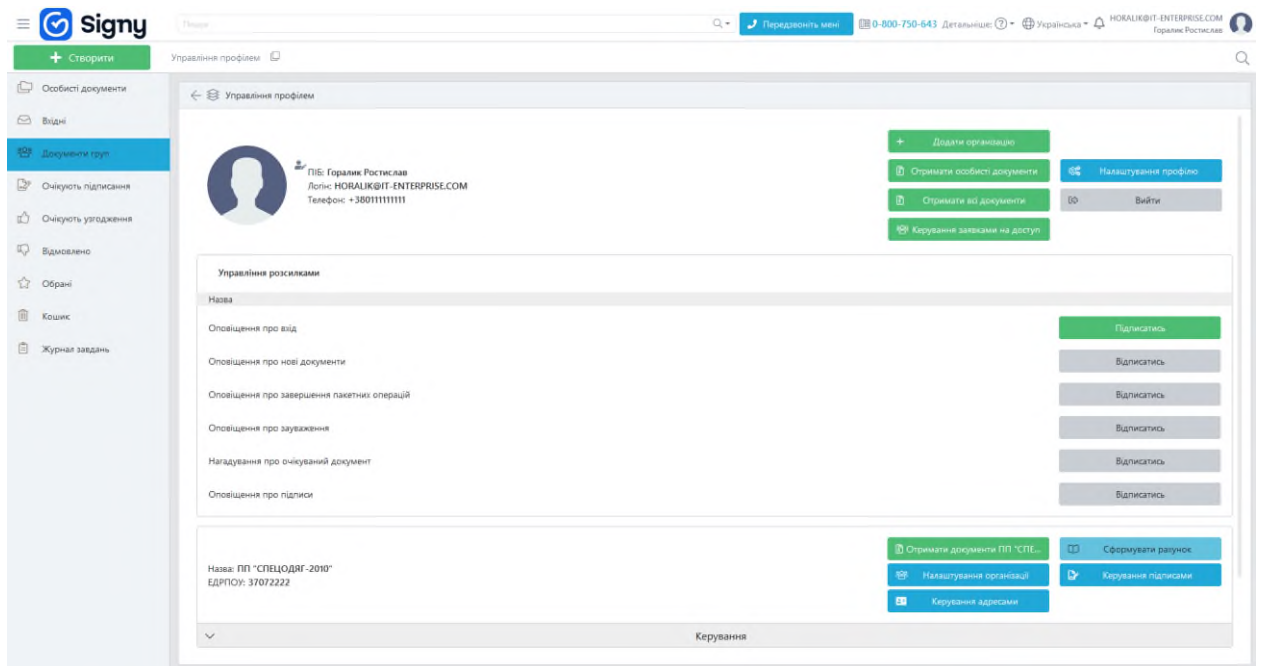 Signy
Пошук
Передзвоніть мені
0-800-750-643 Детальніше:
Українська
HORALIK@IT-ENTERPRISE.COM
Горалик Ростислав
Створити
Управління профілем
Особисті документи
Вхідні
Документи груп
Очікують підписання
Очікують узгодження
Відмовлено
Обрані
Кошик
Журнал завдань
Управління профілем
ПІБ: Горалик Ростислав
Логін: HORALIK@IT-ENTERPRISE.COM
Телефон: +380111111111
Додати організацію
Отримати особисті документи
Налаштування профілю
Отримати всі документи
Вийти
Керування заявками на доступ
Управління розсилками
Назва
Оповіщення про вхід
Підписатись
Оповіщення про нові документи
Відписатись
Оповіщення про завершення пакетних операцій
Відписатись
Оповіщення про зауваження
Відписатись
Нагадування про очікуваний документ
Відписатись
Оповіщення про підписи
Відписатись
Назва: ПП "СПЕЦОДЯГ-2010"
ЕДРПОУ: 37072222
Отримати документи ПП "СПЕ...
Сформувати рахунок
Налаштування організації
Керування підписами
Керування адресами
Керування